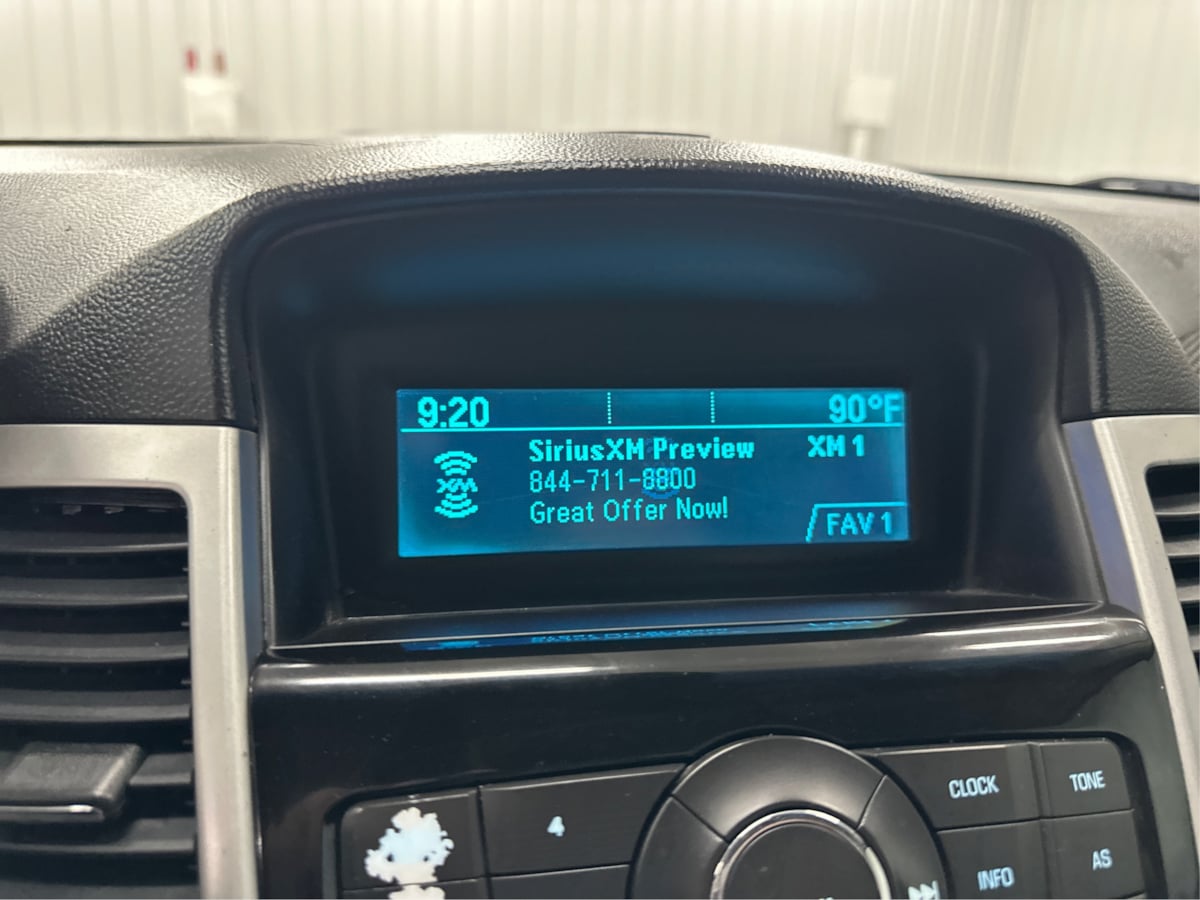 9:20 90°F
SiriusXM Preview XM 1
XM
844-711-8800
Great Offer Now!
FAV 1
CLOCK TONE
4
INFO AS